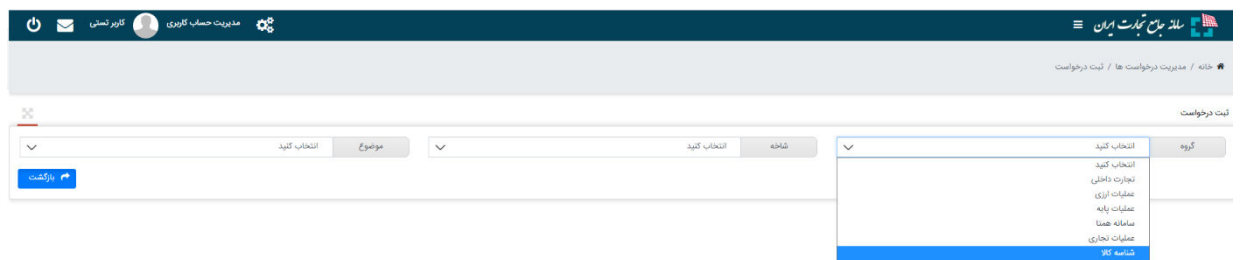 سامانه جامع تجارت ایران
مدیریت حساب کاربری
کاربر تستی
خانه / مدیریت درخواست ها / ثبت درخواست
ثبت درخواست
گروه
انتخاب کنید
شاخه
انتخاب کنید
موضوع
انتخاب کنید
انتخاب کنید
تجارت داخلی
عملیات ارزی
عملیات پایه
سامانه همتا
عملیات تجاری
شناسه کالا
بازگشت